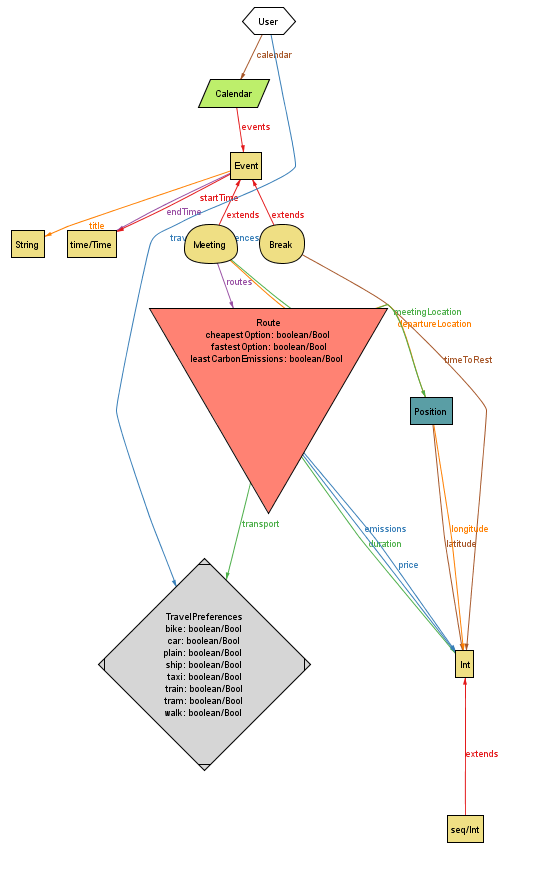 User
calendar
Calendar
events
Event
startTime
endTime
extends
extends
title
String
time/Time
trav
Meeting
ences
Break
routes
Route
cheapestOption: boolean/Bool
fastestOption: boolean/Bool
leastCarbonEmissions: boolean/Bool
meetingLocation
departureLocation
timeToRest
Position
transport
emissions
duration
price
longitude
latitude
TravelPreferences
bike: boolean/Bool
car: boolean/Bool
plain: boolean/Bool
ship: boolean/Bool
taxi: boolean/Bool
train: boolean/Bool
tram: boolean/Bool
walk: boolean/Bool
Int
extends
seq/Int